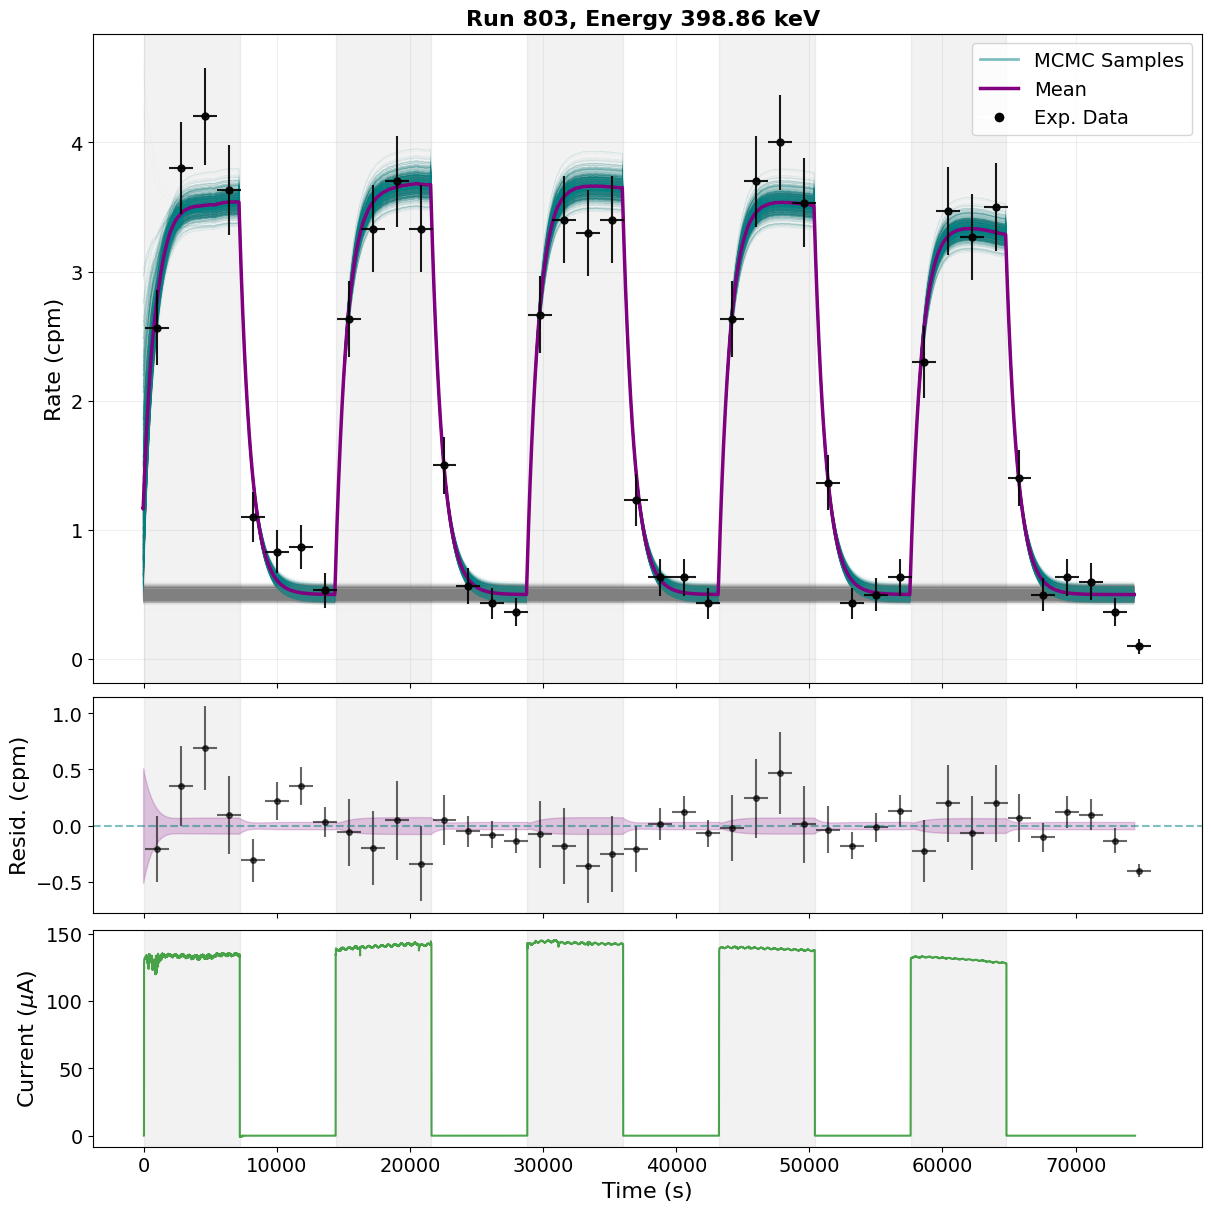 Run 803, Energy 398.86 keV
MCMC Samples
Mean
Exp. Data
Rate (cpm)
4
3
2
1
0
Resid. (cpm)
1.0
0.5
0.0
−0.5
Current (μA)
150
100
50
0
0 10000 20000 30000 40000 50000 60000 70000
Time (s)